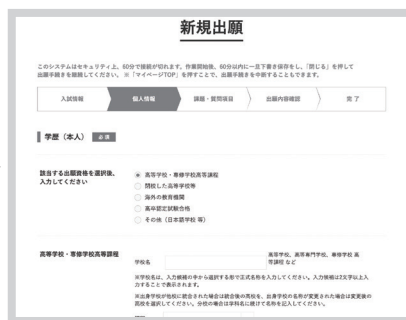 新規出願
このシステムはセキュリティ上、60分で接続が切れます。作業開始後、60分以内に一旦下書き保存をし、「閉じる」を押して
出願手続きを継続してください。 ※「マイページTOP」を押すことで、出願手続きを中断することもできます。
入試情報 個人情報 課題・質問項目 出願内容確認 完了
学歴（本人） 必須
該当する出願資格を選択後、
入力してください
高等学校・専修学校高等課程
閉校した高等学校等
海外の教育機関
高卒認定試験合格
その他（日本語学校 等）
高等学校・専修学校高等課程
学校名
高等学校、高等専門学校、専修学校 高
等課程 など
※学校名は、入力候補の中から選択する形で正式名称を入力してください。入力候補は2文字以上入
力することで表示されます。
※出身学校が他校に統合された場合は統合後の高校を、出身学校の名称が変更された場合は変更後の
高校を選択してください。分校の場合は学科名に続けて名称を記入してください。